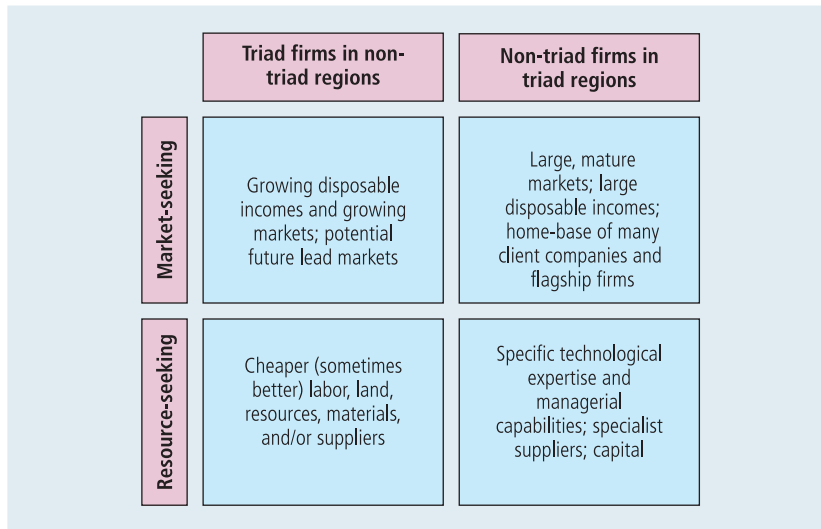 Triad firms in non-
triad regions
Non-triad firms in
triad regions
Market-seeking
Growing disposable
incomes and growing
markets; potential
future lead markets
Large, mature
markets; large
disposable incomes;
home-base of many
client companies and
flagship firms
Resource-seeking
Cheaper (sometimes
better) labor, land,
resources, materials,
and/or suppliers
Specific technological
expertise and
managerial
capabilities; specialist
suppliers; capital